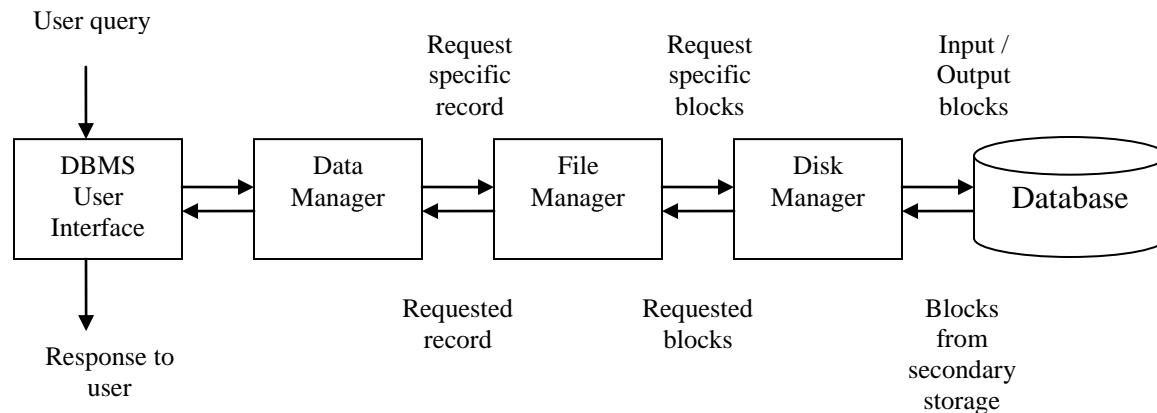 User query
Request
specific
record
Request
specific
blocks
Input /
Output
blocks
DBMS
User
Interface
Data
Manager
File
Manager
Disk
Manager
Database
Requested
record
Requested
blocks
Blocks
from
secondary
storage
Response to
user